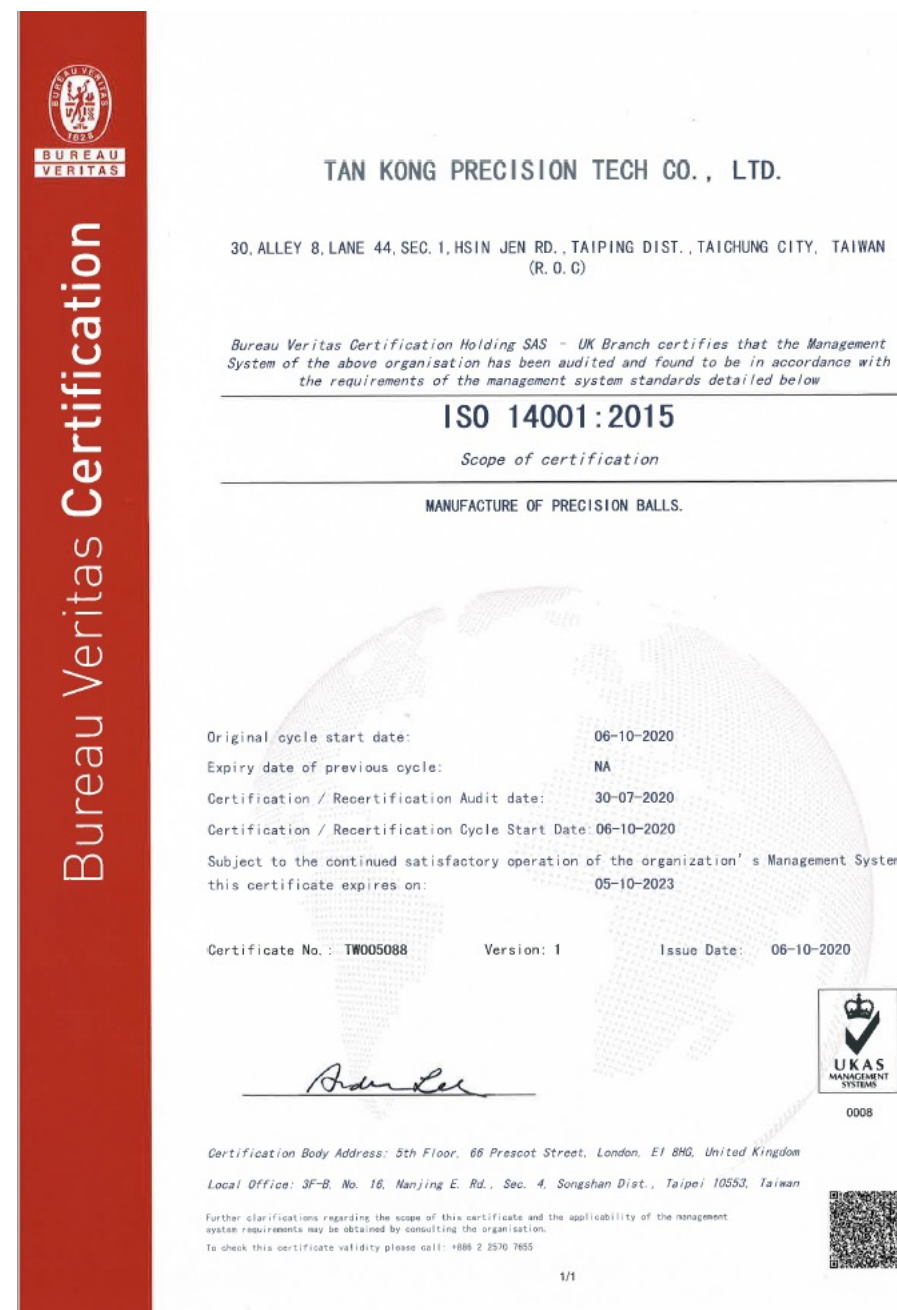 BUREAU VERITAS
1828
BUREAU
VERITAS
Bureau Veritas Certification
TAN KONG PRECISION TECH CO., LTD.
30, ALLEY 8, LANE 44, SEC. 1, HSIN JEN RD., TAIPING DIST., TAICHUNG CITY, TAIWAN
(R. O. C)
Bureau Veritas Certification Holding SAS - UK Branch certifies that the Management
System of the above organisation has been audited and found to be in accordance with
the requirements of the management system standards detailed below
ISO 14001:2015
Scope of certification
MANUFACTURE OF PRECISION BALLS.
Original cycle start date: 06-10-2020
Expiry date of previous cycle: NA
Certification / Recertification Audit date: 30-07-2020
Certification / Recertification Cycle Start Date: 06-10-2020
Subject to the continued satisfactory operation of the organization's Management System
this certificate expires on: 05-10-2023
Certificate No.: TW005088 Version: 1 Issue Date: 06-10-2020
UKAS
MANAGEMENT
SYSTEMS
0008
Certification Body Address: 5th Floor, 66 Prescot Street, London, E1 8HG, United Kingdom
Local Office: 3F-B, No. 16, Nanjing E. Rd., Sec. 4, Songshan Dist., Taipei 10553, Taiwan
Further clarifications regarding the scope of this certificate and the applicability of the management
system requirements may be obtained by consulting the organisation.
To check this certificate validity please call: +886 2 2570 7655
1/1